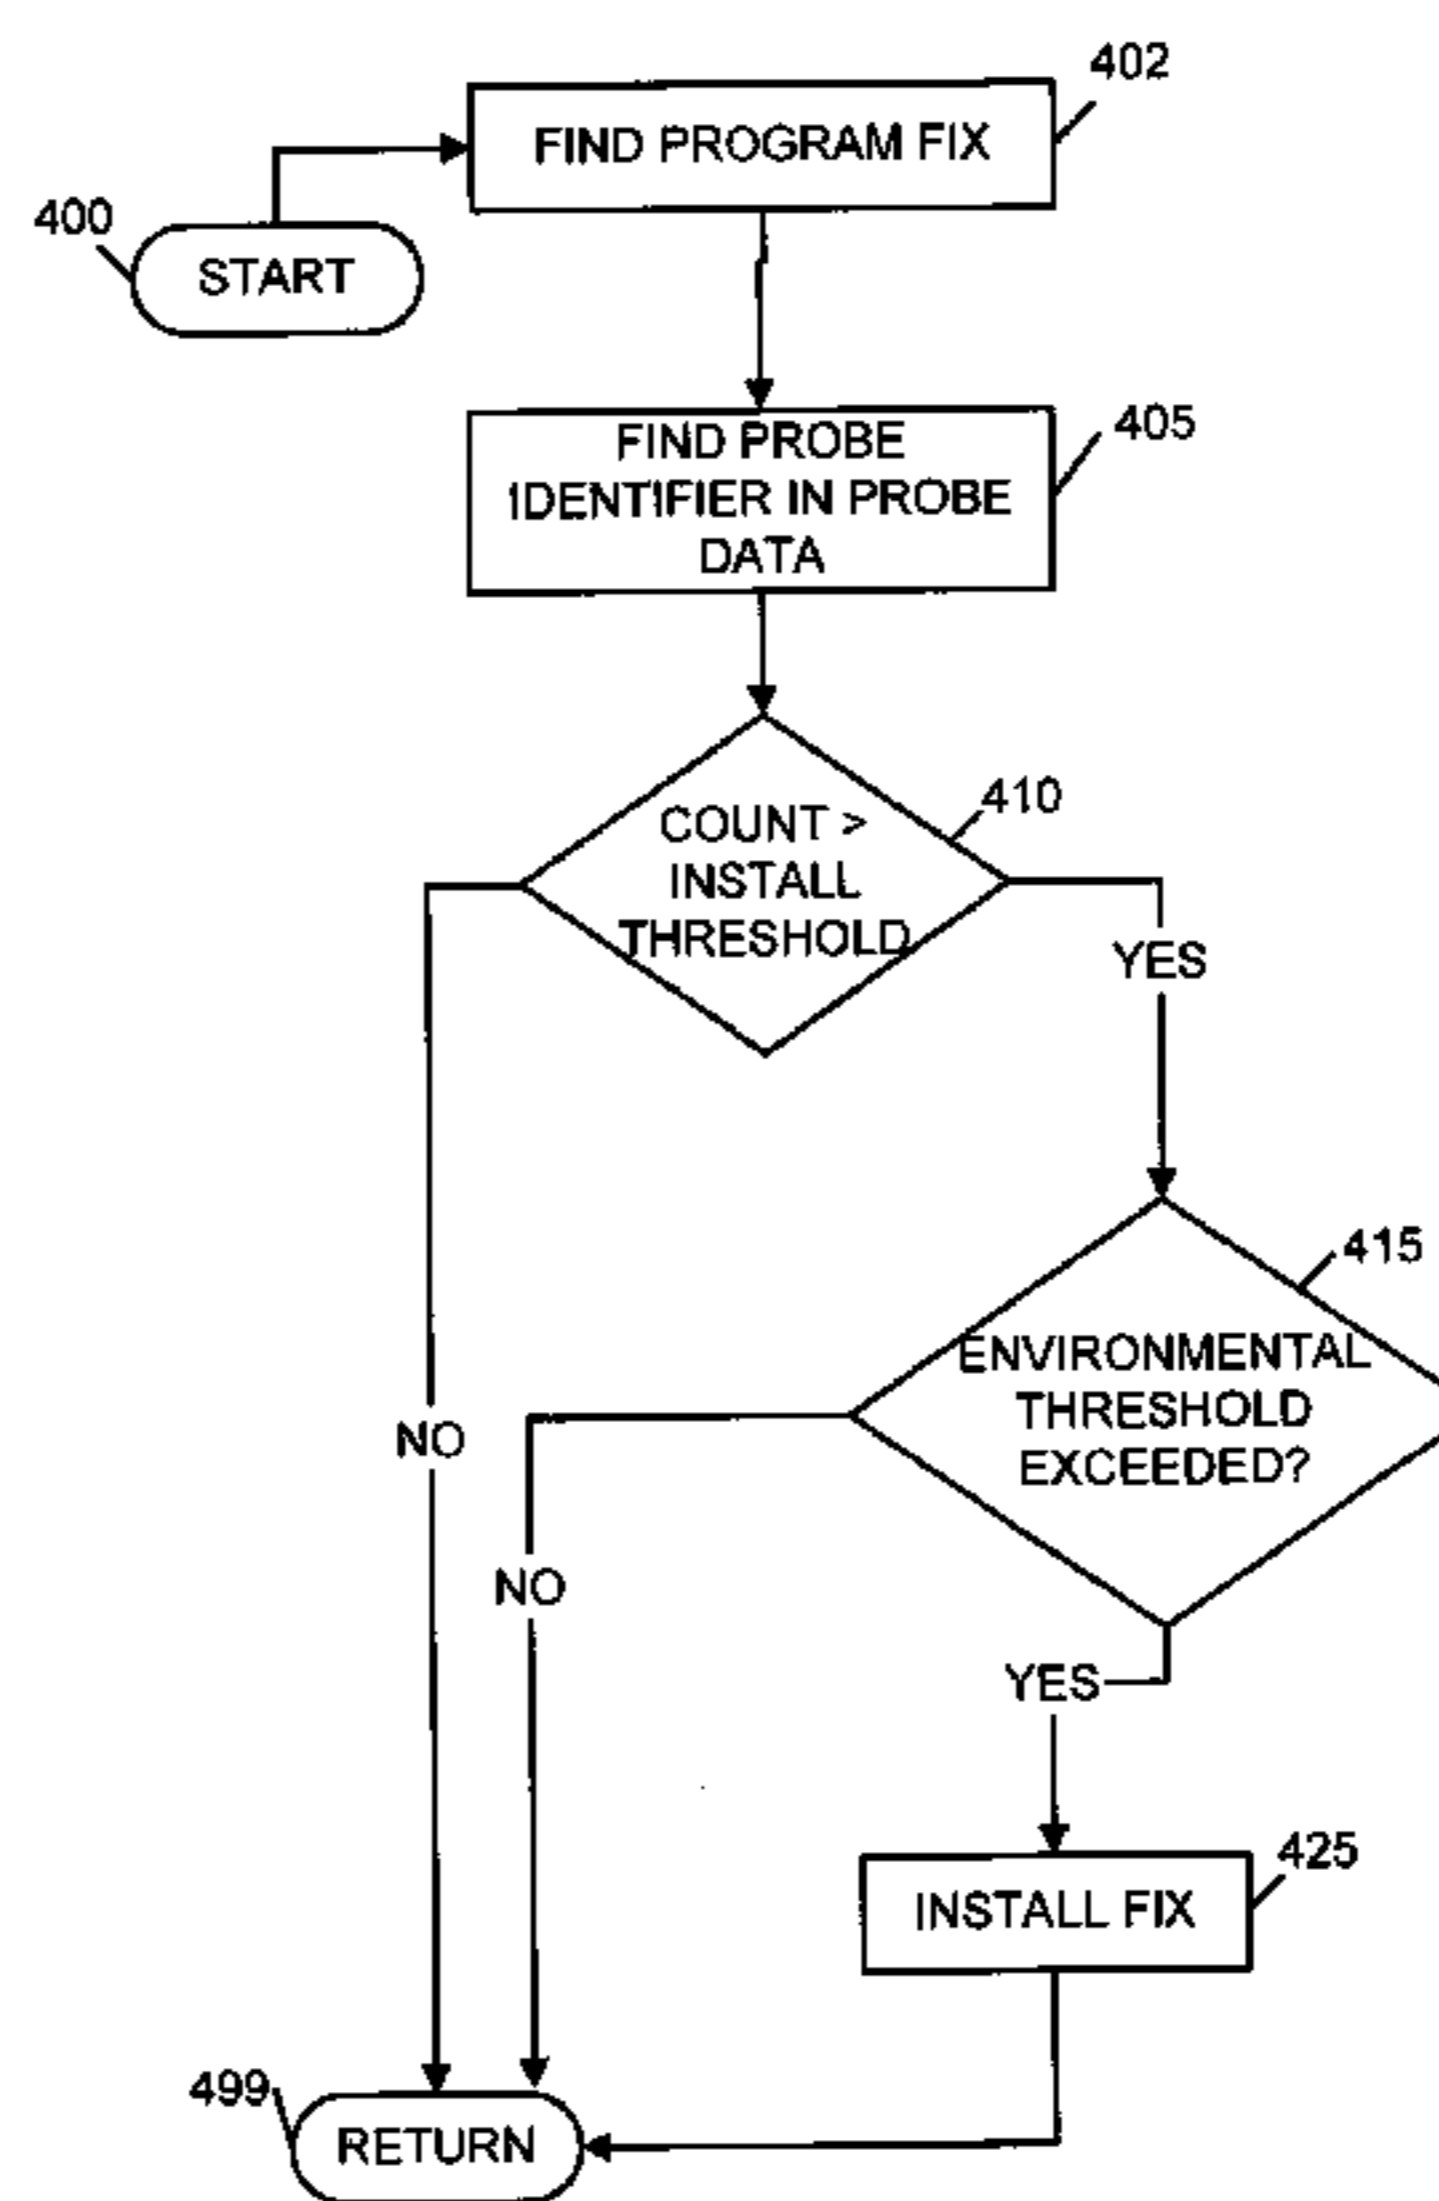 402
FIND PROGRAM FIX
400
START
405
FIND PROBE
IDENTIFIER IN PROBE
DATA
410
COUNT >
INSTALL
THRESHOLD
YES
415
ENVIRONMENTAL
THRESHOLD
EXCEEDED?
NO
NO
YES
425
INSTALL FIX
499
RETURN